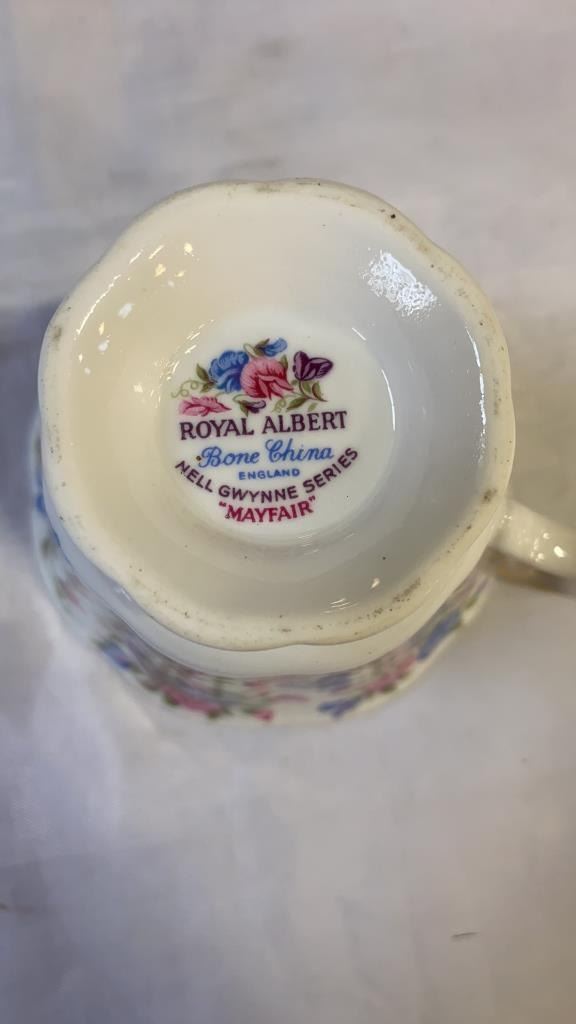 ROYAL ALBERT
Bone China
ENGLAND
NELL GWYNNE SERIES
"MAYFAIR"